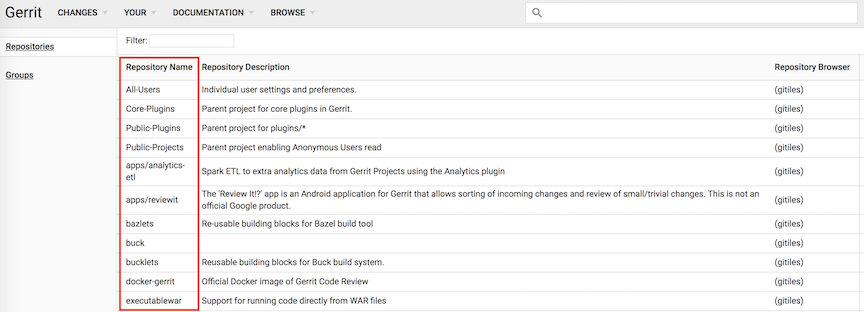 Gerrit CHANGES YOUR DOCUMENTATION BROWSE
Repositories
Groups
Filter:
Repository Name Repository Description Repository Browser
All-Users Individual user settings and preferences. (gitiles)
Core-Plugins Parent project for core plugins in Gerrit. (gitiles)
Public-Plugins Parent project for plugins/* (gitiles)
Public-Projects Parent project enabling Anonymous Users read (gitiles)
apps/analytics-
etl Spark ETL to extra analytics data from Gerrit Projects using the Analytics plugin (gitiles)
apps/reviewit The 'Review It!?' app is an Android application for Gerrit that allows sorting of incoming changes and review of small/trivial changes. This is not an
official Google product. (gitiles)
bazlets Re-usable building blocks for Bazel build tool (gitiles)
buck (gitiles)
bucklets Reusable building blocks for Buck build system. (gitiles)
docker-gerrit Official Docker image of Gerrit Code Review (gitiles)
executablewar Support for running code directly from WAR files (gitiles)